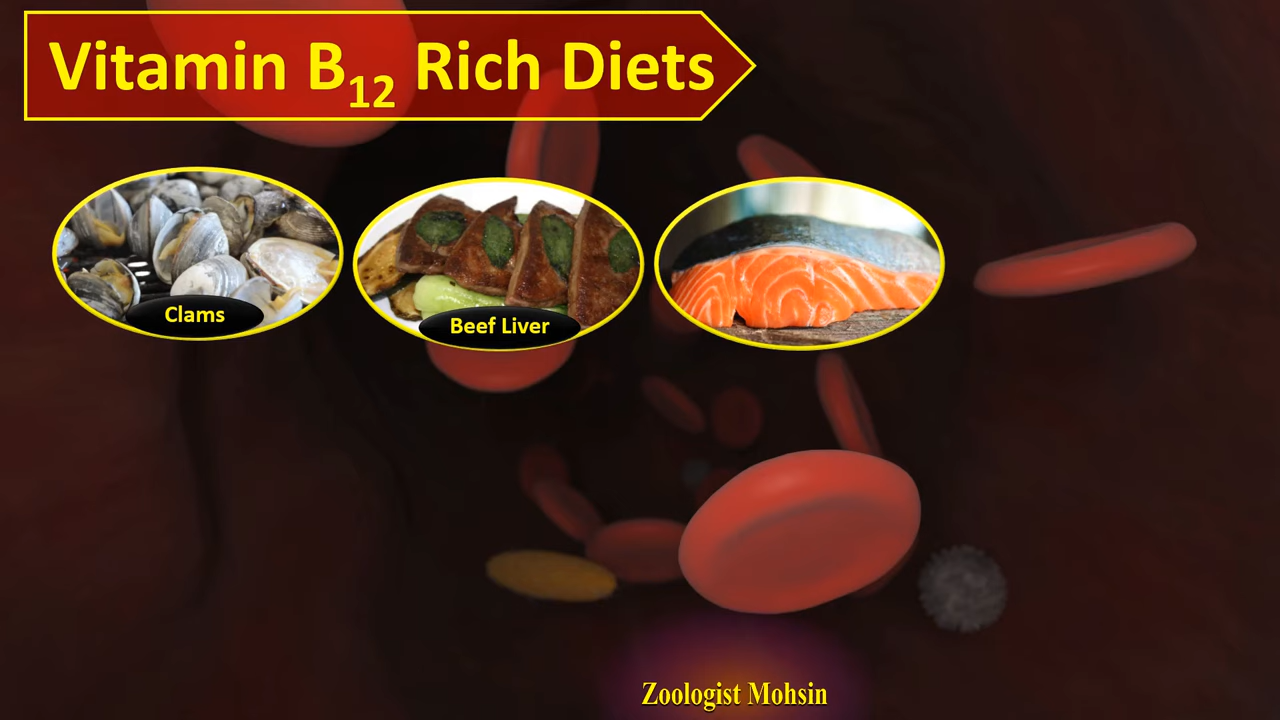 Vitamin B₁₂ Rich Diets
Clams
Beef Liver
Zoologist Mohsin